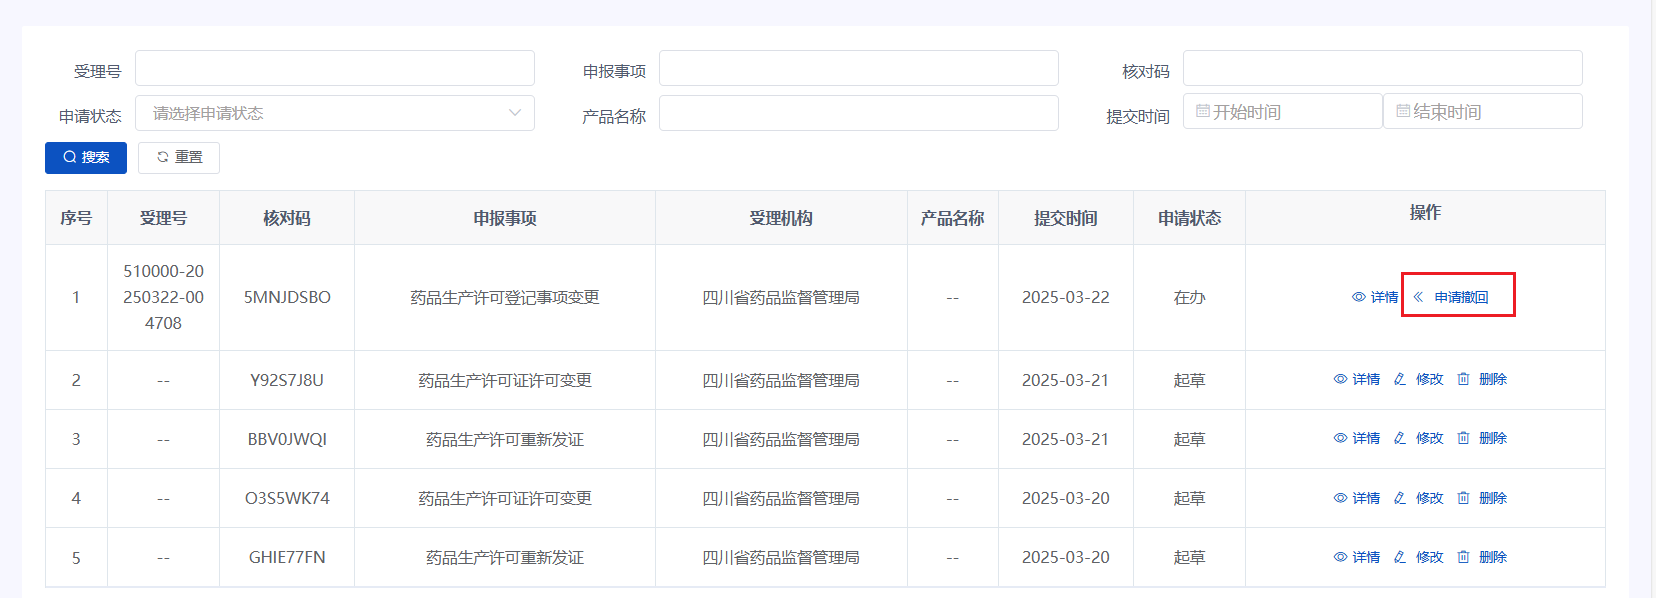 受理号 申报事项 核对码
申请状态 请选择申请状态 产品名称 提交时间 开始时间 结束时间
搜索 重置
序号 受理号 核对码 申报事项 受理机构 产品名称 提交时间 申请状态 操作
1 510000-20250322-004708 5MNJDSBO 药品生产许可登记事项变更 四川省药品监督管理局 -- 2025-03-22 在办 详情 申请撤回
2 -- Y92S7J8U 药品生产许可证许可变更 四川省药品监督管理局 -- 2025-03-21 起草 详情 修改 删除
3 -- BBV0JWQI 药品生产许可重新发证 四川省药品监督管理局 -- 2025-03-21 起草 详情 修改 删除
4 -- O3S5WK74 药品生产许可证许可变更 四川省药品监督管理局 -- 2025-03-20 起草 详情 修改 删除
5 -- GHIE77FN 药品生产许可重新发证 四川省药品监督管理局 -- 2025-03-20 起草 详情 修改 删除